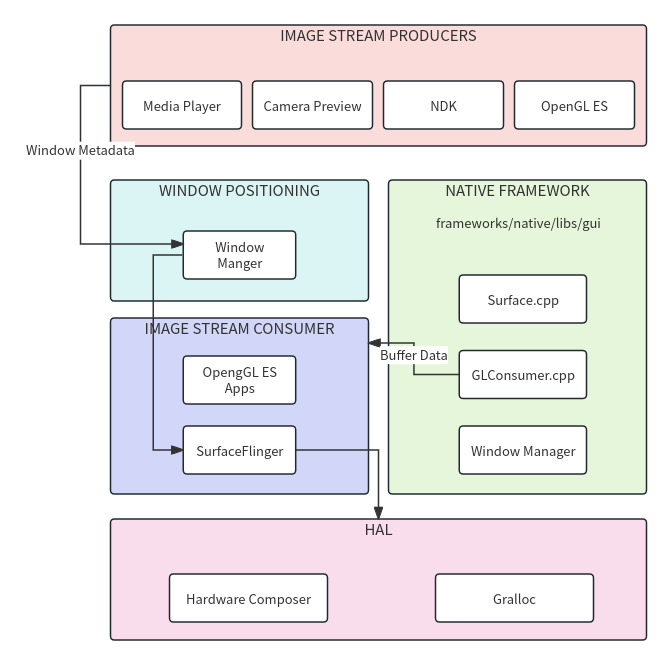 IMAGE STREAM PRODUCERS
Media Player
Camera Preview
NDK
OpenGL ES
Window Metadata
WINDOW POSITIONING
Window
Manger
NATIVE FRAMEWORK
frameworks/native/libs/gui
Surface.cpp
IMAGE STREAM CONSUMER
OpengGL ES
Apps
Buffer Data
GLConsumer.cpp
SurfaceFlinger
Window Manager
HAL
Hardware Composer
Gralloc